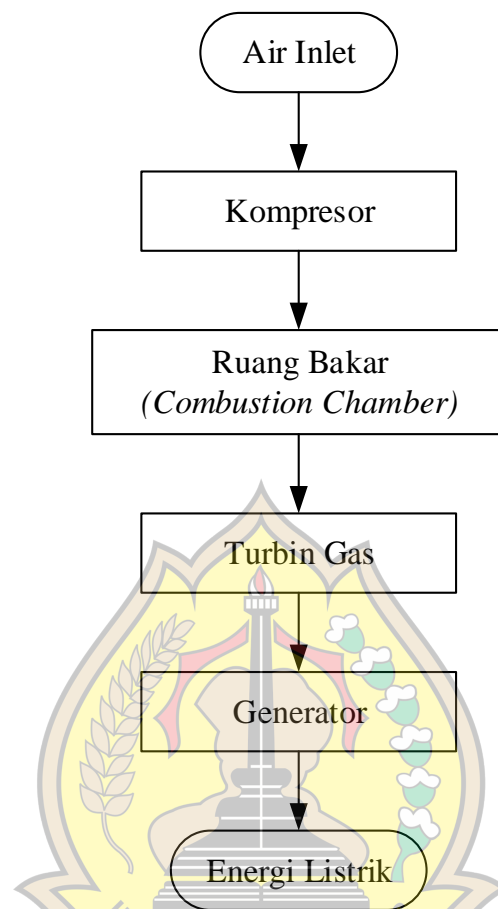 Air Inlet
Kompresor
Ruang Bakar
(Combustion Chamber)
Turbin Gas
Generator
Energi Listrik